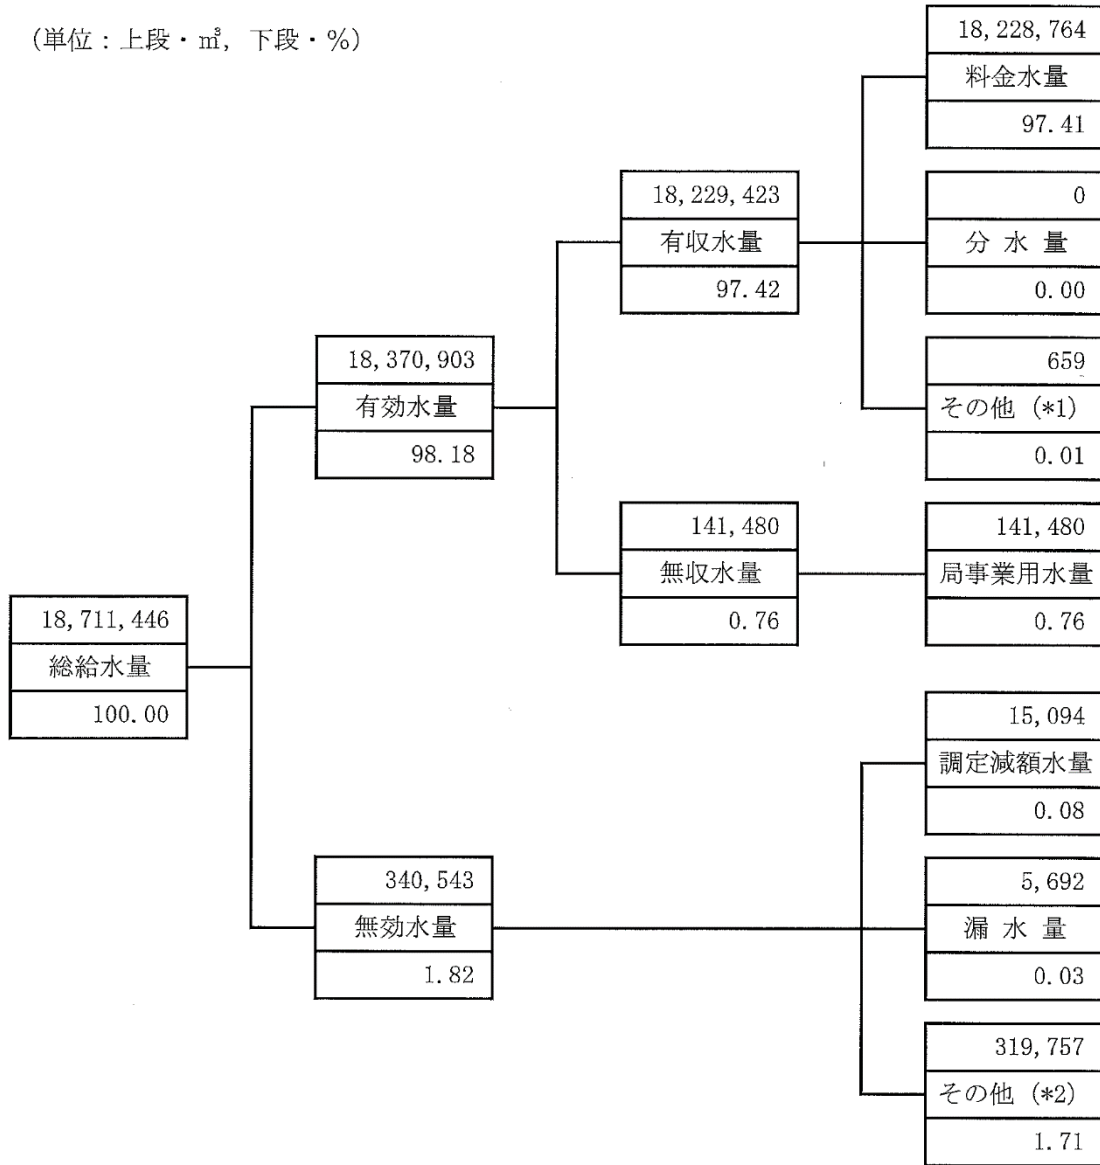 (単位：上段・㎥, 下段・％)
18,228,764
料金水量
97.41
18,229,423
有収水量
97.42
0
分 水 量
0.00
18,370,903
有効水量
98.18
659
その他 (*1)
0.01
141,480
無収水量
0.76
141,480
局事業用水量
0.76
18,711,446
総給水量
100.00
15,094
調定減額水量
0.08
340,543
無効水量
1.82
5,692
漏 水 量
0.03
319,757
その他 (*2)
1.71